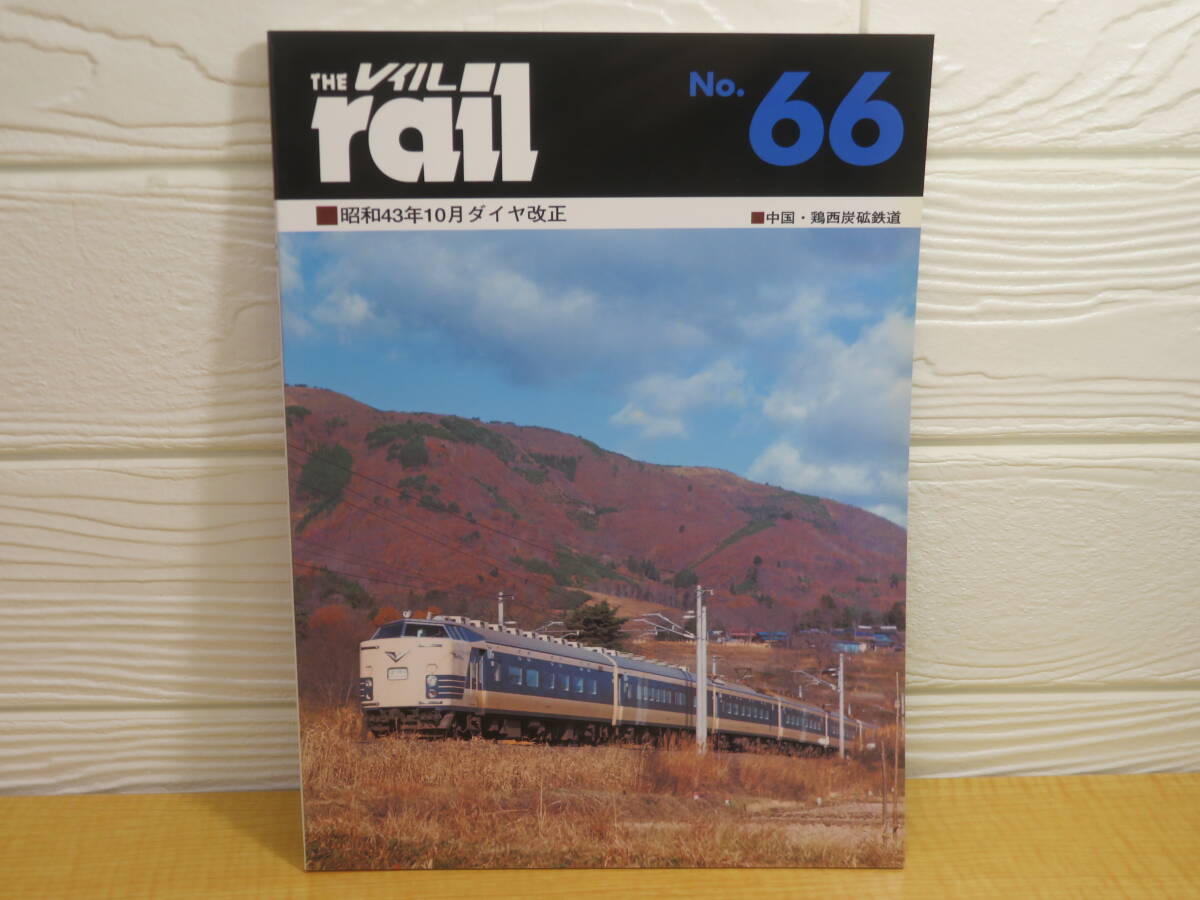 THE レイル
rail
No. 66
■昭和43年10月ダイヤ改正
■中国・鶏西炭砿鉄道